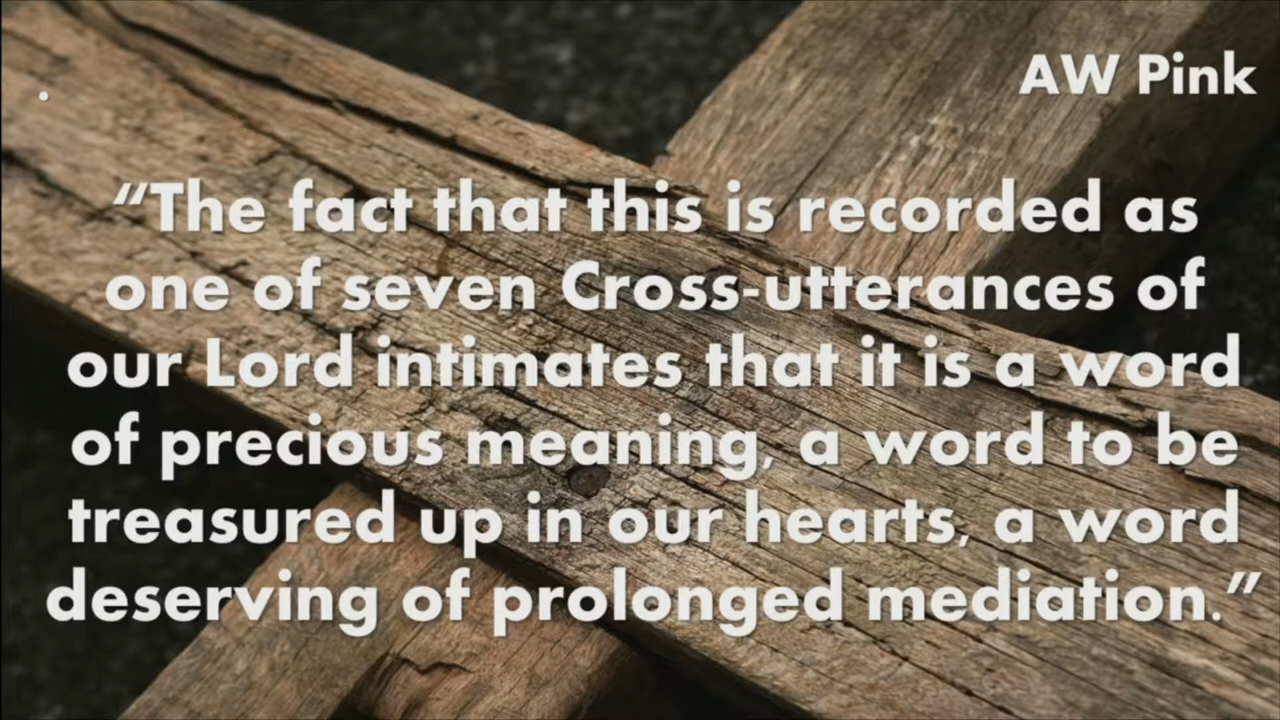 AW Pink
“The fact that this is recorded as
one of seven Cross-utterances of
our Lord intimates that it is a word
of precious meaning, a word to be
treasured up in our hearts, a word
deserving of prolonged mediation.”